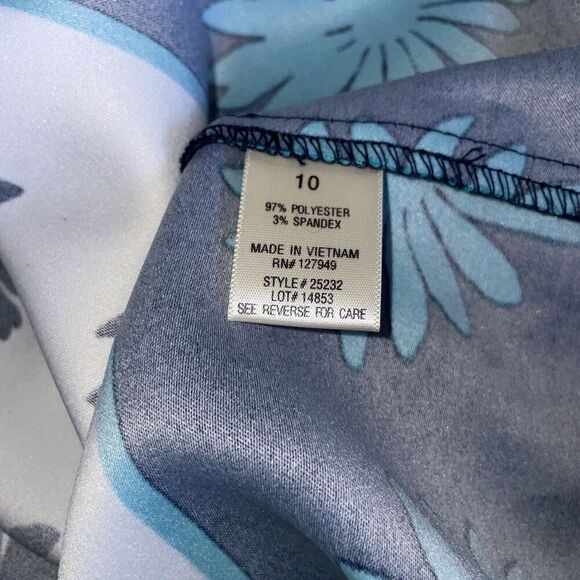 10
97% POLYESTER
3% SPANDEX
MADE IN VIETNAM
RN# 127949
STYLE # 25232
LOT# 14853
SEE REVERSE FOR CARE